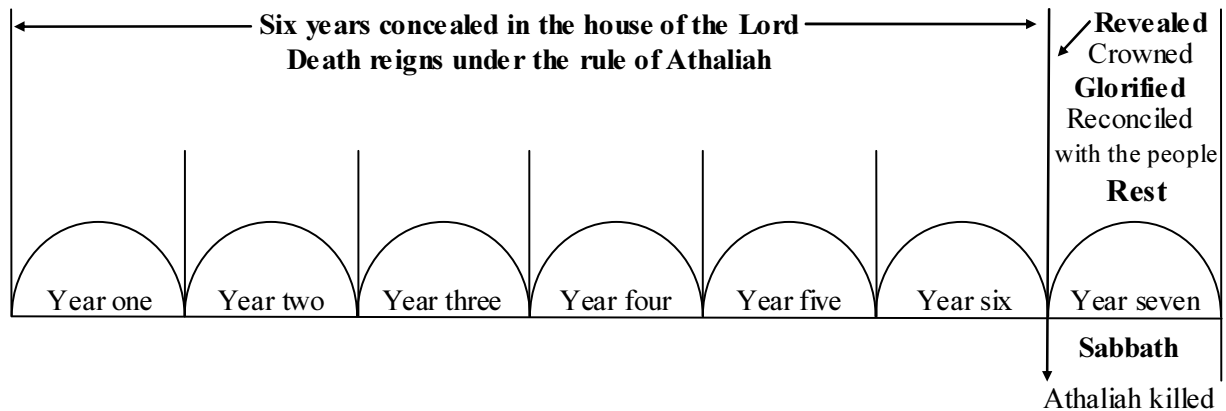 Six years concealed in the house of the Lord
Death reigns under the rule of Athaliah
Revealed
Crowned
Glorified
Reconciled
with the people
Rest
Year one
Year two
Year three
Year four
Year five
Year six
Year seven
Sabbath
Athaliah killed